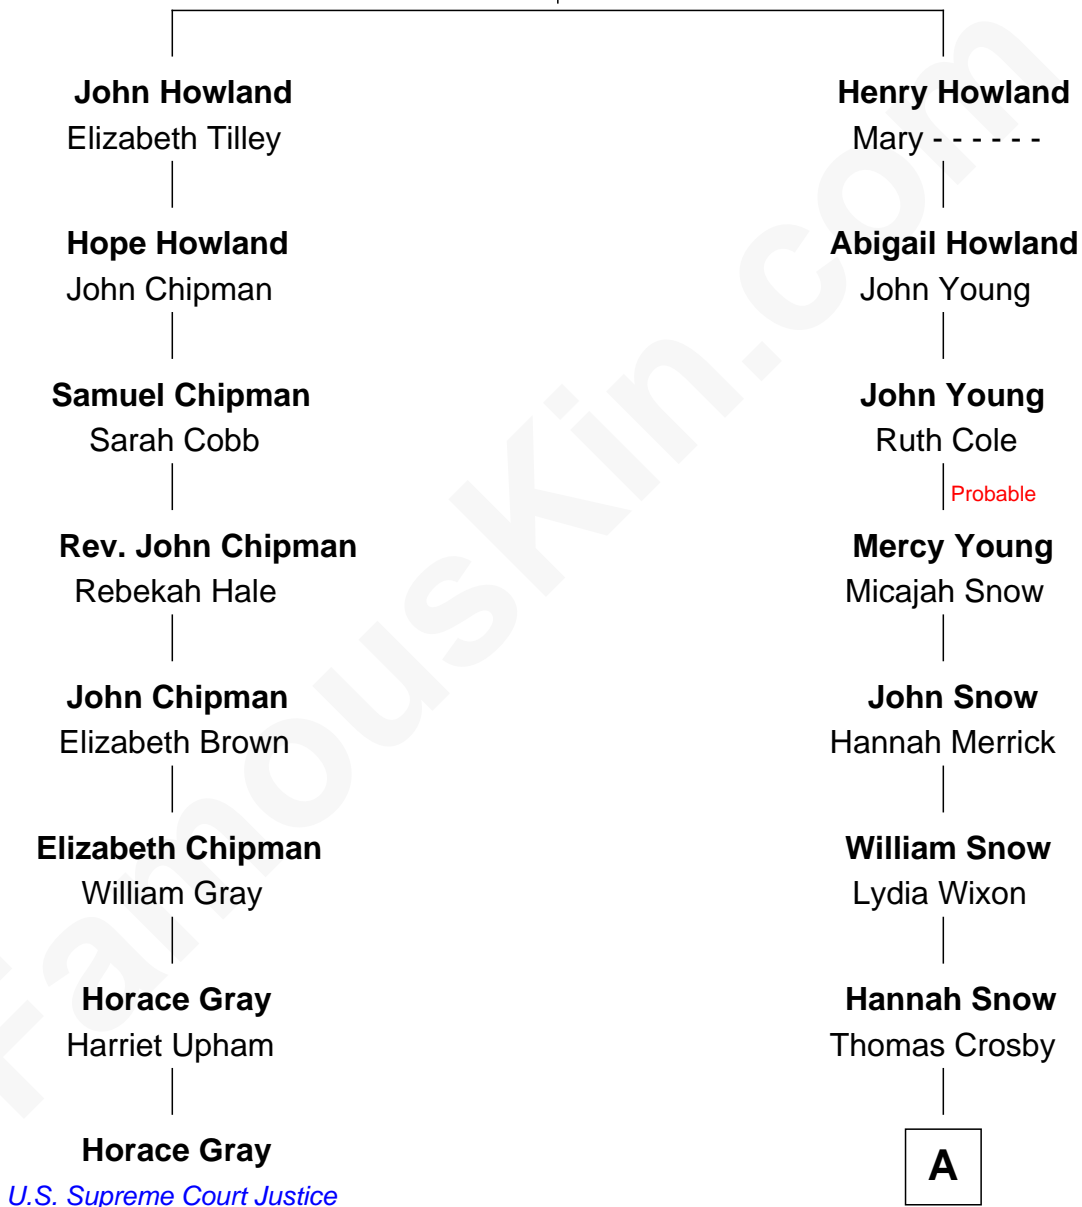 John Howland
Elizabeth Tilley
Henry Howland
Mary - - - - - -
Hope Howland
John Chipman
Abigail Howland
John Young
Samuel Chipman
Sarah Cobb
John Young
Ruth Cole
Probable
Rev. John Chipman
Rebekah Hale
Mercy Young
Micajah Snow
John Chipman
Elizabeth Brown
John Snow
Hannah Merrick
Elizabeth Chipman
William Gray
William Snow
Lydia Wixon
Horace Gray
Harriet Upham
Hannah Snow
Thomas Crosby
Horace Gray
U.S. Supreme Court Justice
A
FamousKin.com